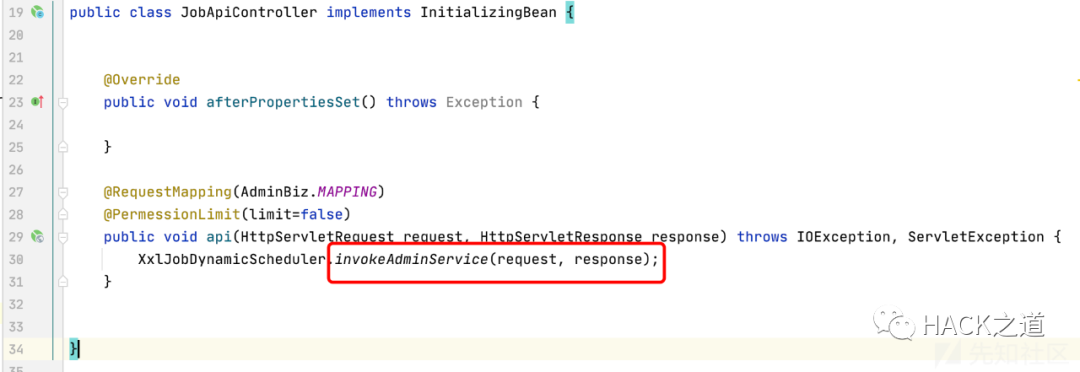 19 public class JobApiController implements InitializingBean {
20
21
22 @Override
23 public void afterPropertiesSet() throws Exception {
24
25 }
26
27 @RequestMapping(AdminBiz.MAPPING)
28 @PermessionLimit(limit=false)
29 public void api(HttpServletRequest request, HttpServletResponse response) throws IOException, ServletException {
30 XxlJobDynamicScheduler.invokeAdminService(request, response);
31 }
32
33
34 }
35
HACK之道
先知社区